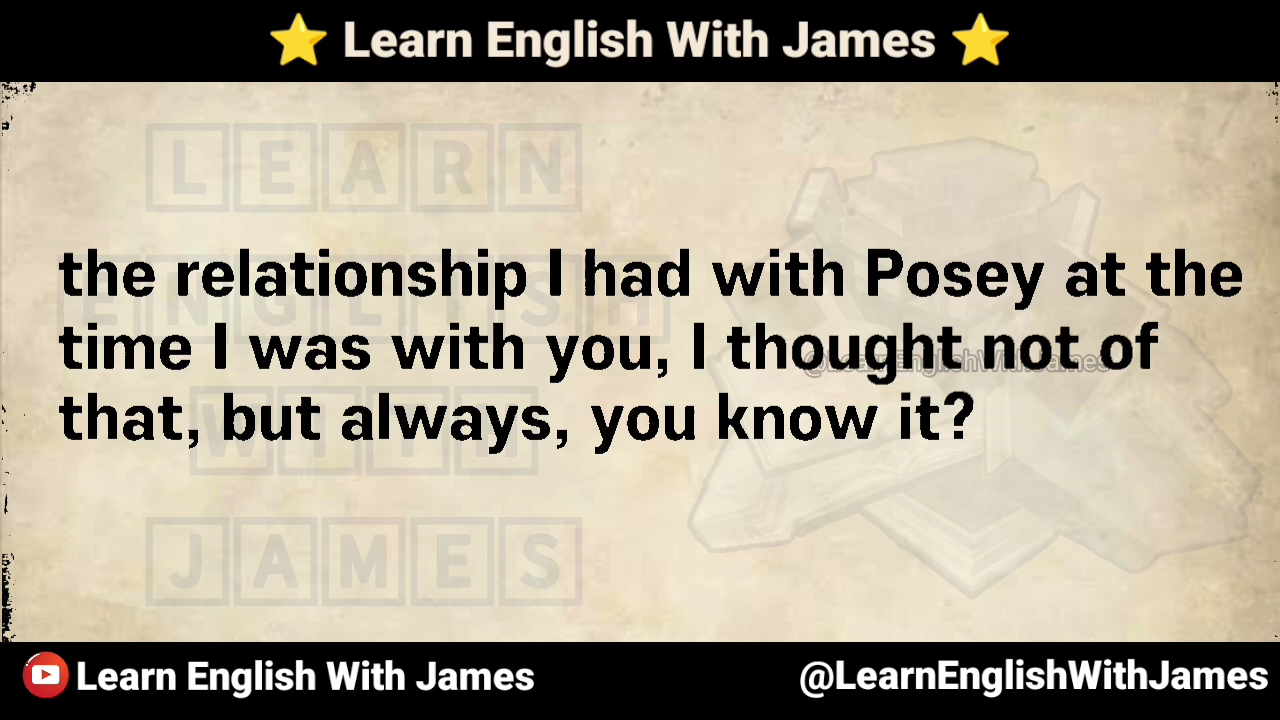 ⭐ Learn English With James ⭐
LEARN
the relationship I had with Posey at the
ENGLISH
time I was with you, I thought not of
@LearnEnglishWithJames
that, but always, you know it?
WITH
JAMES
Learn English With James
@LearnEnglishWithJames